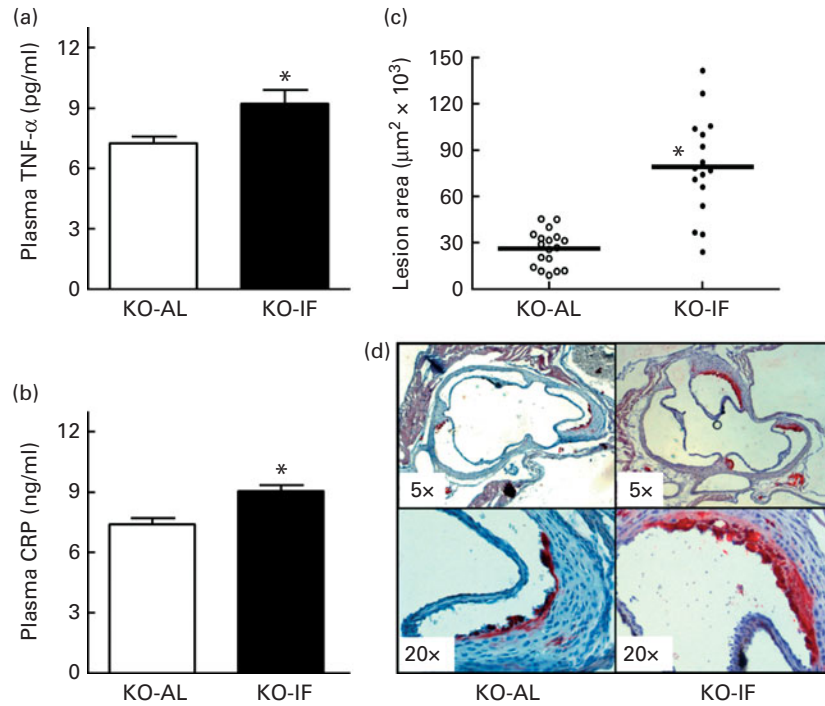 (a)
Plasma TNF-α (pg/ml)
12
9
6
3
0
*
KO-AL KO-IF
(b)
Plasma CRP (ng/ml)
12
9
6
3
0
*
KO-AL KO-IF
(c)
Lesion area (μm² × 10³)
150
120
90
60
30
0
*
KO-AL KO-IF
(d)
5× 5×
20× 20×
KO-AL KO-IF